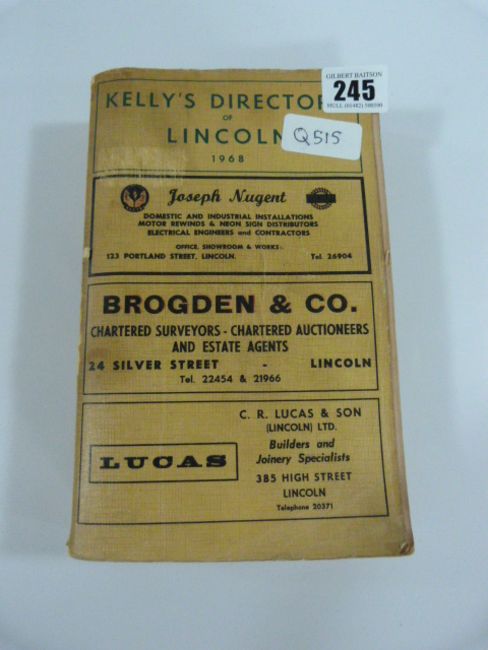 GILBERT BAITSON
245
HULL (01482) 500500
KELLY'S DIRECTOR
OF
LINCOLN
1968
Q515
Joseph Nugent
DOMESTIC AND INDUSTRIAL INSTALLATIONS
MOTOR REWINDS & NEON SIGN DISTRIBUTORS
ELECTRICAL ENGINEERS and CONTRACTORS
OFFICE, SHOWROOM & WORKS:-
123 PORTLAND STREET, LINCOLN. Tel. 26904
BROGDEN & CO.
CHARTERED SURVEYORS - CHARTERED AUCTIONEERS
AND ESTATE AGENTS
24 SILVER STREET - LINCOLN
Tel. 22454 & 21966
C. R. LUCAS & SON
(LINCOLN) LTD.
Builders and
Joinery Specialists
LUCAS
385 HIGH STREET
LINCOLN
Telephone 20371